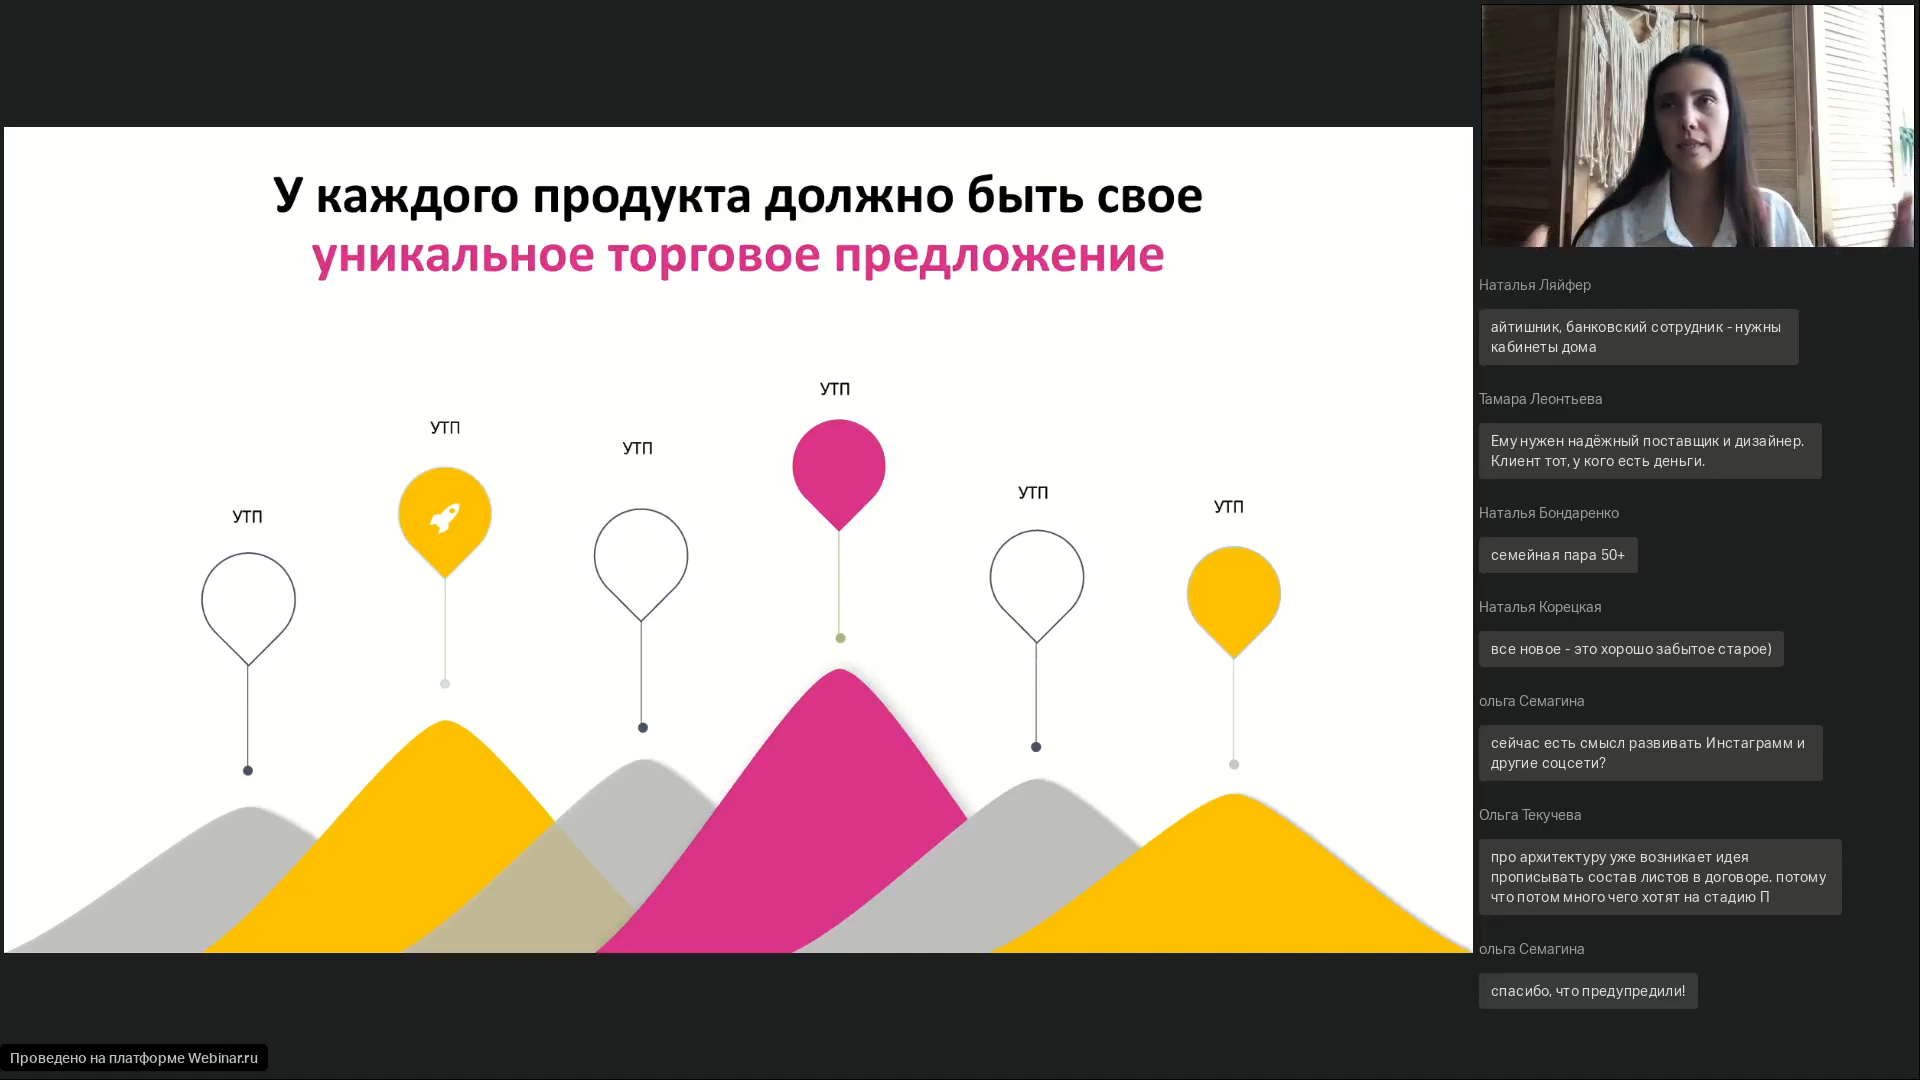 У каждого продукта должно быть свое
уникальное торговое предложение
УТП
УТП
УТП
УТП
УТП
УТП
Наталья Ляйфер
айтишник, банковский сотрудник - нужны
кабинеты дома
Тамара Леонтьева
Ему нужен надёжный поставщик и дизайнер.
Клиент тот, у кого есть деньги.
Наталья Бондаренко
семейная пара 50+
Наталья Корецкая
все новое - это хорошо забытое старое)
ольга Семагина
сейчас есть смысл развивать Инстаграмм и
другие соцсети?
Ольга Текучева
про архитектуру уже возникает идея
прописывать состав листов в договоре. потому
что потом много чего хотят на стадию П
ольга Семагина
спасибо, что предупредили!
Проведено на платформе Webinar.ru